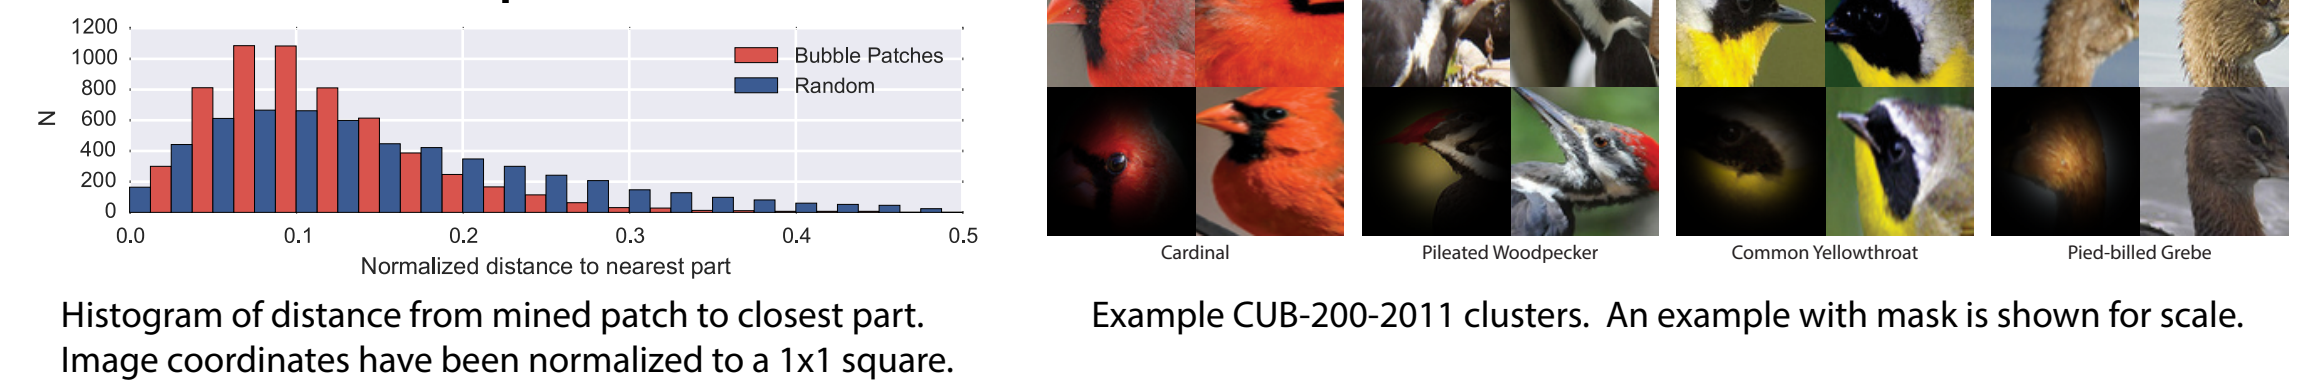 1200
1000
800
600
400
200
0
N
Bubble Patches
Random
0.0 0.1 0.2 0.3 0.4 0.5
Normalized distance to nearest part
Histogram of distance from mined patch to closest part.
Image coordinates have been normalized to a 1x1 square.
Cardinal
Pileated Woodpecker
Common Yellowthroat
Pied-billed Grebe
Example CUB-200-2011 clusters. An example with mask is shown for scale.